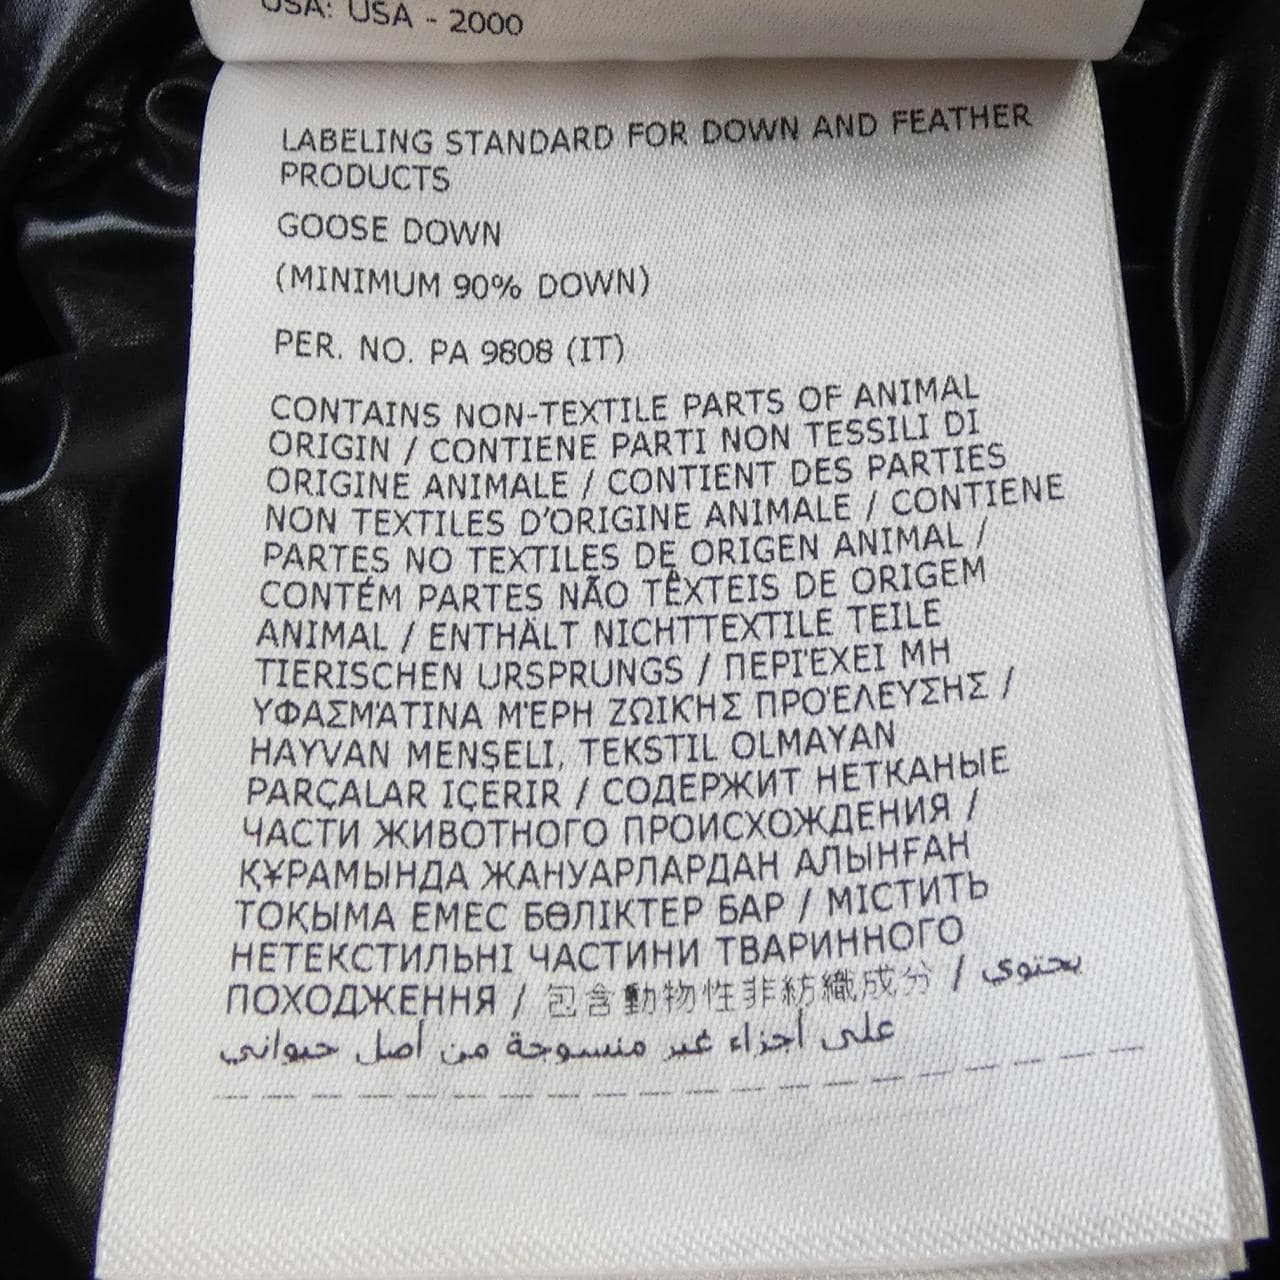 USA: USA - 2000
LABELING STANDARD FOR DOWN AND FEATHER
PRODUCTS
GOOSE DOWN
(MINIMUM 90% DOWN)
PER. NO. PA 9808 (IT)
CONTAINS NON-TEXTILE PARTS OF ANIMAL
ORIGIN / CONTIENE PARTI NON TESSILI DI
ORIGINE ANIMALE / CONTIENT DES PARTIES
NON TEXTILES D'ORIGINE ANIMALE / CONTIENE
PARTES NO TEXTILES DE ORIGEN ANIMAL /
CONTÉM PARTES NÃO TÊXTEIS DE ORIGEM
ANIMAL / ENTHÄLT NICHTTEXTILE TEILE
TIERISCHEN URSPRUNGS / ΠΕΡΙΈΧΕΙ ΜΗ
ΥΦΑΣΜΆΤΙΝΑ ΜΈΡΗ ΖΩΙΚΉΣ ΠΡΟΈΛΕΥΣΗΣ /
HAYVAN MENŞELI, TEKSTIL OLMAYAN
PARÇALAR IÇERIR / СОДЕРЖИТ НЕТКАНЫЕ
ЧАСТИ ЖИВОТНОГО ПРОИСХОЖДЕНИЯ /
ҚҰРАМЫНДА ЖАНУАРЛАРДАН АЛЫНҒАН
ТОҚЫМА ЕМЕС БӨЛІКТЕР БАР / МІСТИТЬ
НЕТЕКСТИЛЬНІ ЧАСТИНИ ТВАРИННОГО
ПОХОДЖЕННЯ / 包含動物性非紡織成分 / يحتوي
على أجزاء غير منسوجة من أصل حيواني